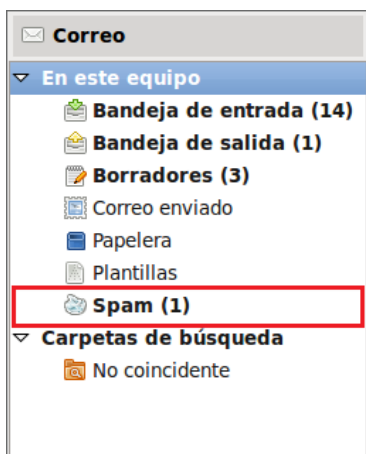 Correo
En este equipo
Bandeja de entrada (14)
Bandeja de salida (1)
Borradores (3)
Correo enviado
Papelera
Plantillas
Spam (1)
Carpetas de búsqueda
No coincidente